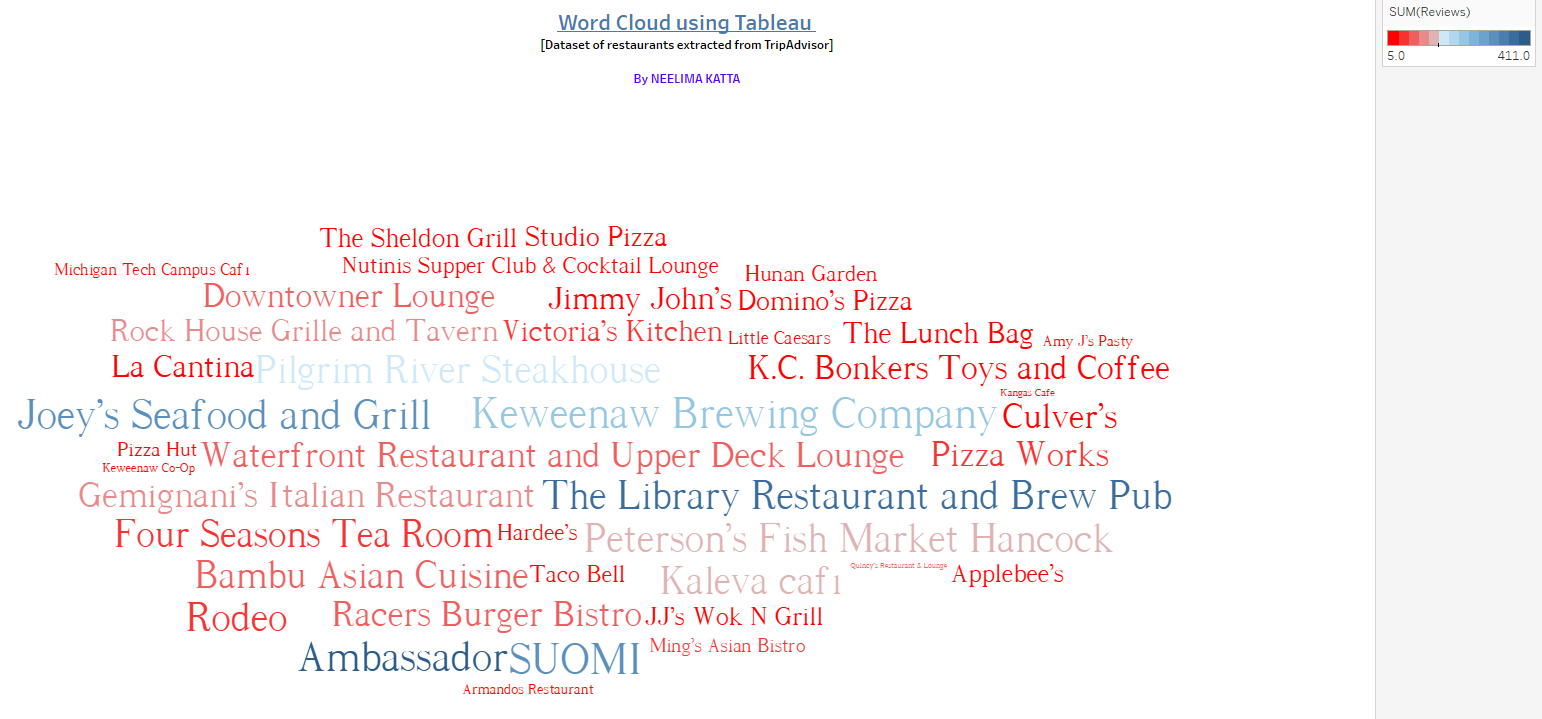 Word Cloud using Tableau
[Dataset of restaurants extracted from TripAdvisor]
By NEELIMA KATTA
SUM(Reviews)
5.0 411.0
The Sheldon Grill Studio Pizza
Nutinis Supper Club & Cocktail Lounge
Michigan Tech Campus Caf1 Hunan Garden
Downtowner Lounge Jimmy John's Domino's Pizza
Rock House Grille and Tavern Victoria's Kitchen Little Caesars The Lunch Bag Amy J's Pasty
La Cantina Pilgrim River Steakhouse K.C. Bonkers Toys and Coffee
Kangas Cafe
Joey's Seafood and Grill Keweenaw Brewing Company Culver's
Pizza Hut Waterfront Restaurant and Upper Deck Lounge Pizza Works
Keweenaw Co-Op
Gemignani's Italian Restaurant The Library Restaurant and Brew Pub
Four Seasons Tea Room Hardee's Peterson's Fish Market Hancock
Quincy's Restaurant & Lounge
Bambu Asian Cuisine Taco Bell Kaleva caf1 Applebee's
Rodeo Racers Burger Bistro JJ's Wok N Grill
Ambassador SUOMI Ming's Asian Bistro
Armandos Restaurant